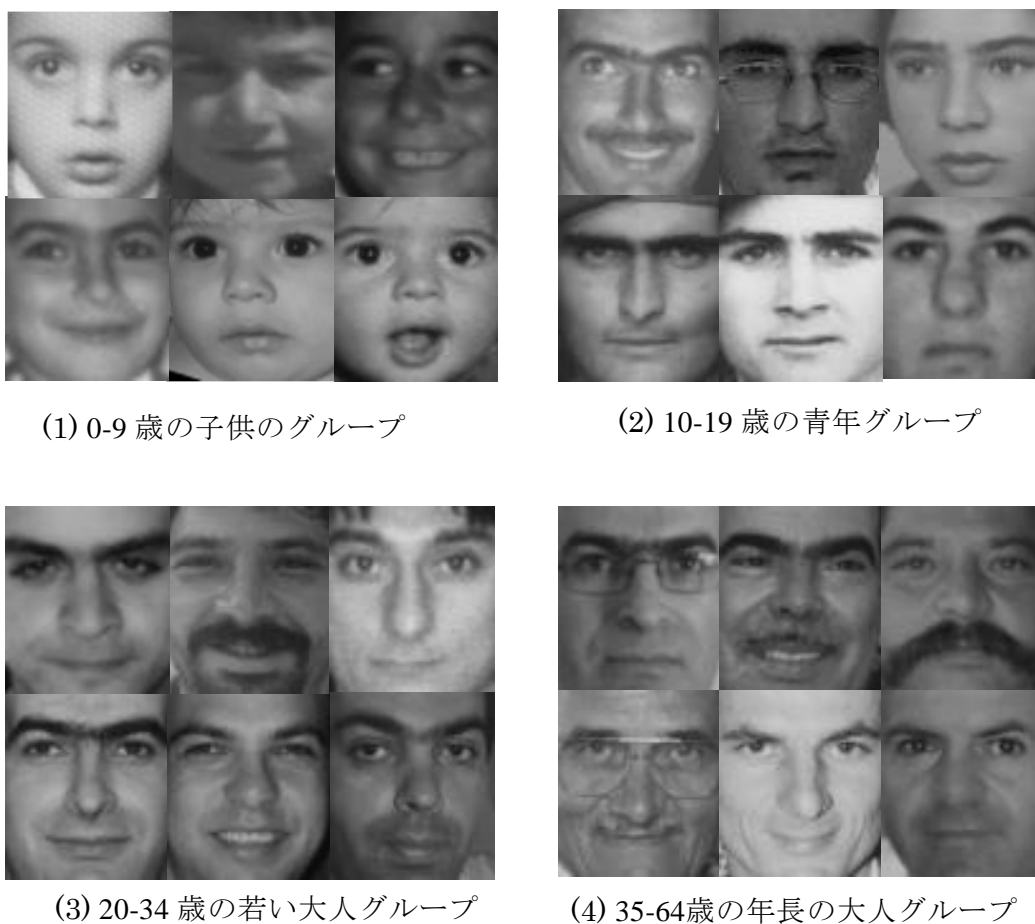 (1) 0-9 歳の子供のグループ
(2) 10-19 歳の青年グループ
(3) 20-34 歳の若い大人グループ
(4) 35-64歳の年長の大人グループ